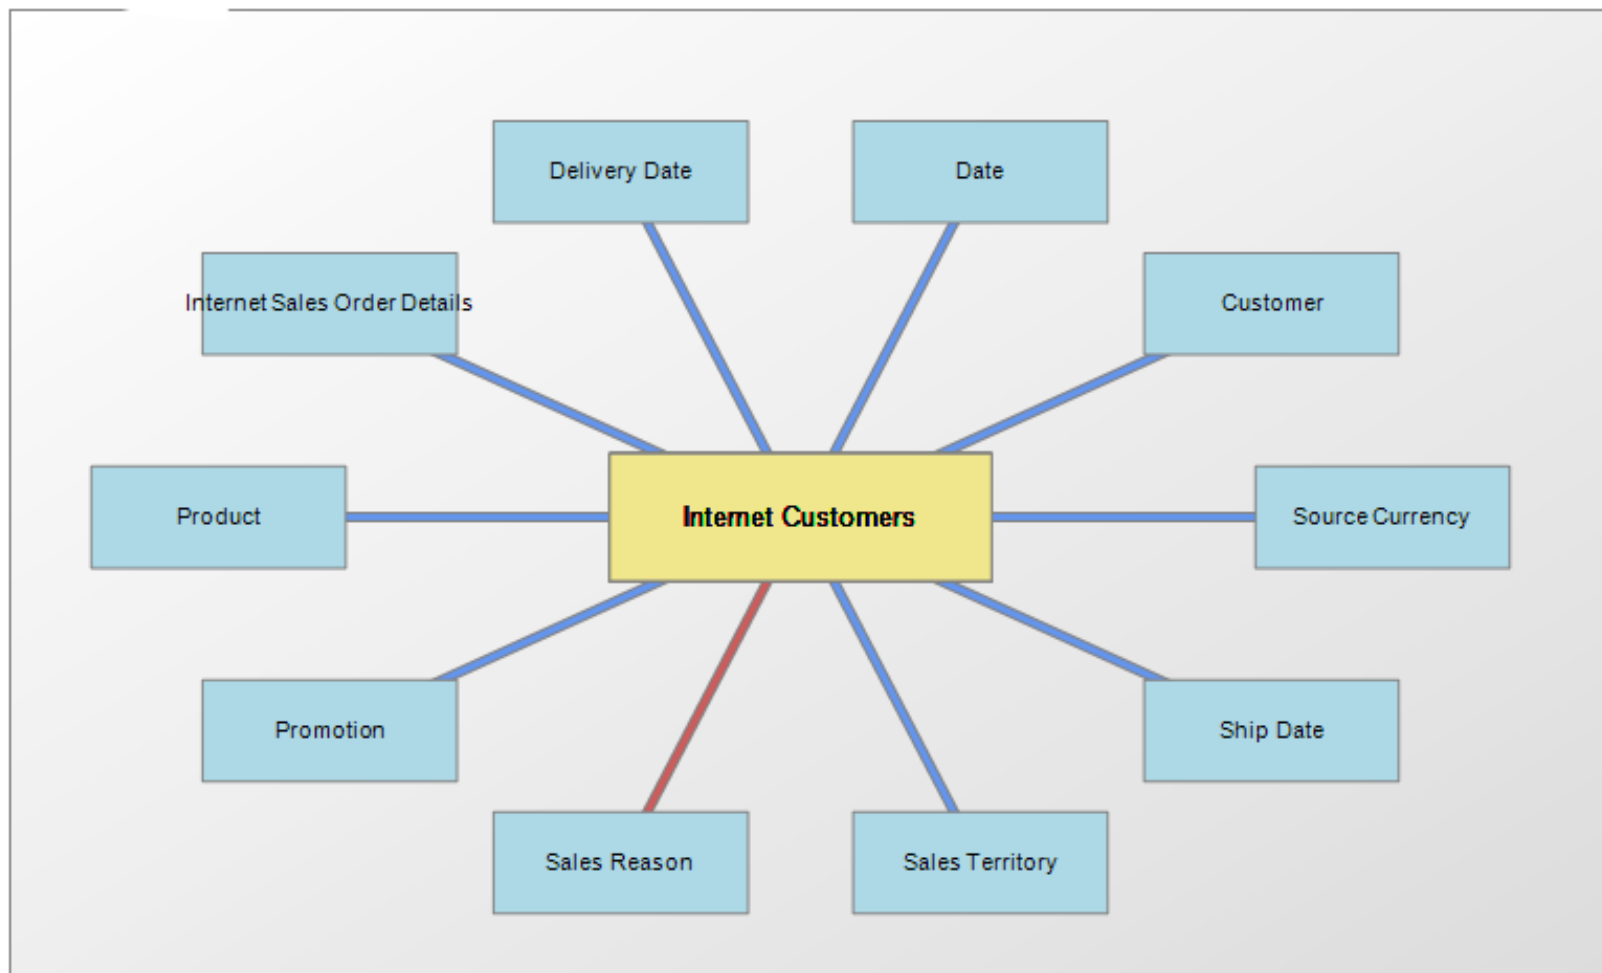 Delivery Date
Date
Internet Sales Order Details
Customer
Product
Internet Customers
Source Currency
Promotion
Ship Date
Sales Reason
Sales Territory